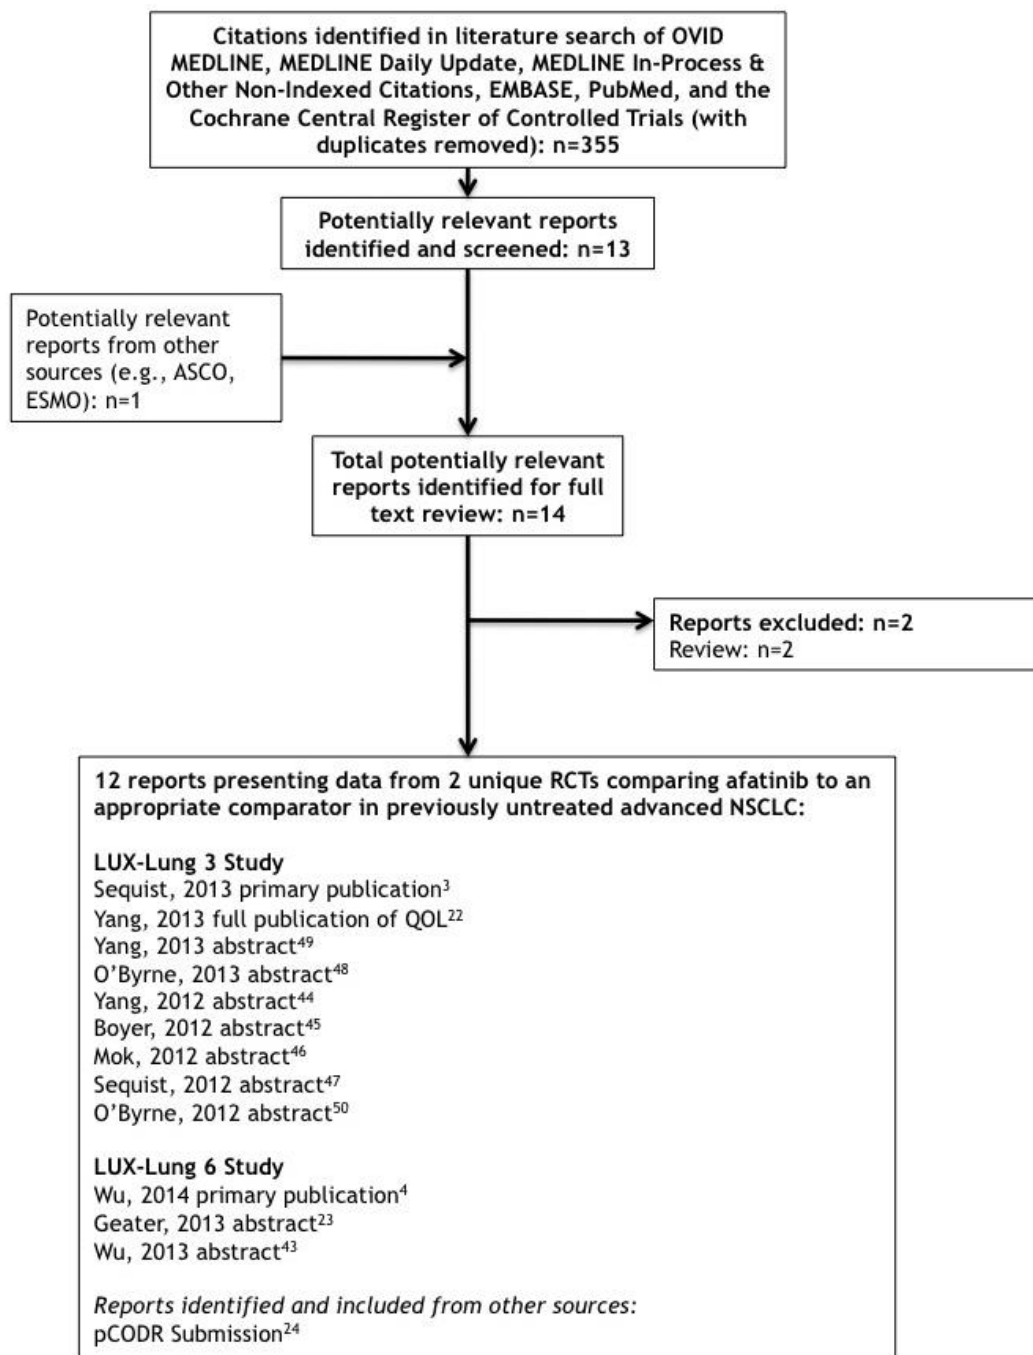 Citations identified in literature search of OVID
MEDLINE, MEDLINE Daily Update, MEDLINE In-Process &
Other Non-Indexed Citations, EMBASE, PubMed, and the
Cochrane Central Register of Controlled Trials (with
duplicates removed): n=355
Potentially relevant reports
identified and screened: n=13
Potentially relevant
reports from other
sources (e.g., ASCO,
ESMO): n=1
Total potentially relevant
reports identified for full
text review: n=14
Reports excluded: n=2
Review: n=2
12 reports presenting data from 2 unique RCTs comparing afatinib to an
appropriate comparator in previously untreated advanced NSCLC:
LUX-Lung 3 Study
Sequist, 2013 primary publication³
Yang, 2013 full publication of QOL²²
Yang, 2013 abstract⁴⁹
O’Byrne, 2013 abstract⁴⁸
Yang, 2012 abstract⁴⁴
Boyer, 2012 abstract⁴⁵
Mok, 2012 abstract⁴⁶
Sequist, 2012 abstract⁴⁷
O’Byrne, 2012 abstract⁵⁰
LUX-Lung 6 Study
Wu, 2014 primary publication⁴
Geater, 2013 abstract²³
Wu, 2013 abstract⁴³
Reports identified and included from other sources:
pCODR Submission²⁴